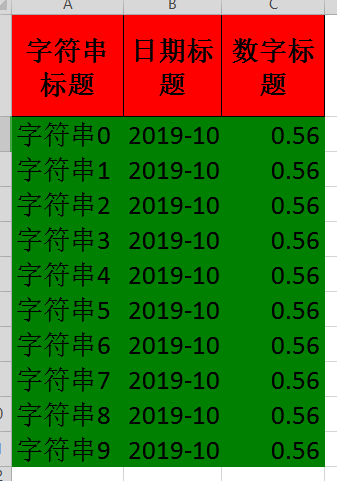 A B C
字符串标题 日期标题 数字标题
字符串0 2019-10 0.56
字符串1 2019-10 0.56
字符串2 2019-10 0.56
字符串3 2019-10 0.56
字符串4 2019-10 0.56
字符串5 2019-10 0.56
字符串6 2019-10 0.56
字符串7 2019-10 0.56
字符串8 2019-10 0.56
字符串9 2019-10 0.56